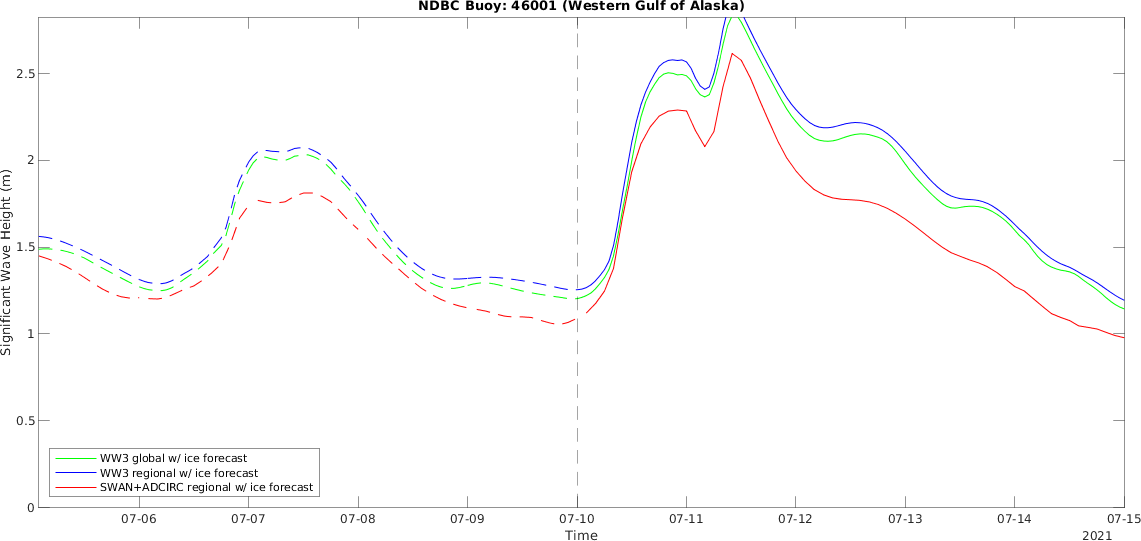 NDBC Buoy: 46001 (Western Gulf of Alaska)
Significant Wave Height (m)
2.5
2
1.5
1
0.5
0
WW3 global w/ ice forecast
WW3 regional w/ ice forecast
SWAN+ADCIRC regional w/ ice forecast
07-06 07-07 07-08 07-09 07-10 07-11 07-12 07-13 07-14 07-15
Time
2021